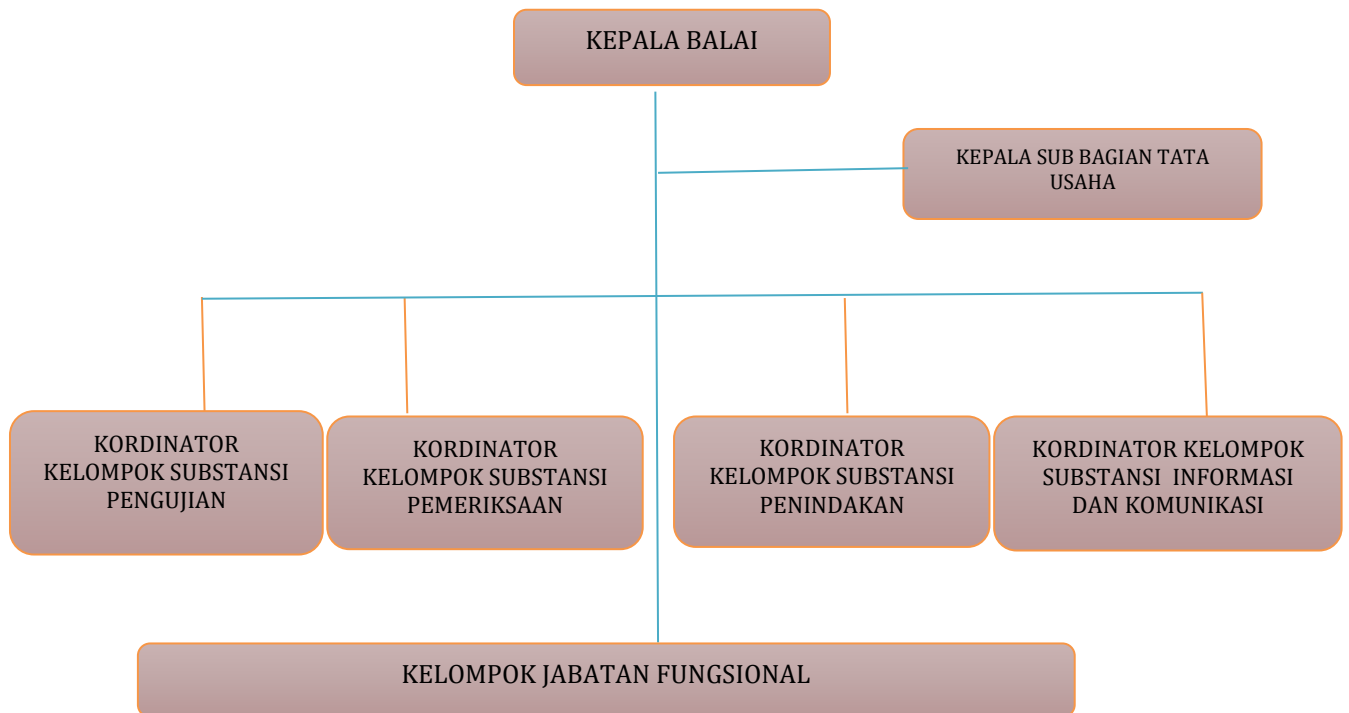 KEPALA BALAI
KEPALA SUB BAGIAN TATA
USAHA
KORDINATOR
KELOMPOK SUBSTANSI
PENGUJIAN
KORDINATOR
KELOMPOK SUBSTANSI
PEMERIKSAAN
KORDINATOR
KELOMPOK SUBSTANSI
PENINDAKAN
KORDINATOR KELOMPOK
SUBSTANSI INFORMASI
DAN KOMUNIKASI
KELOMPOK JABATAN FUNGSIONAL